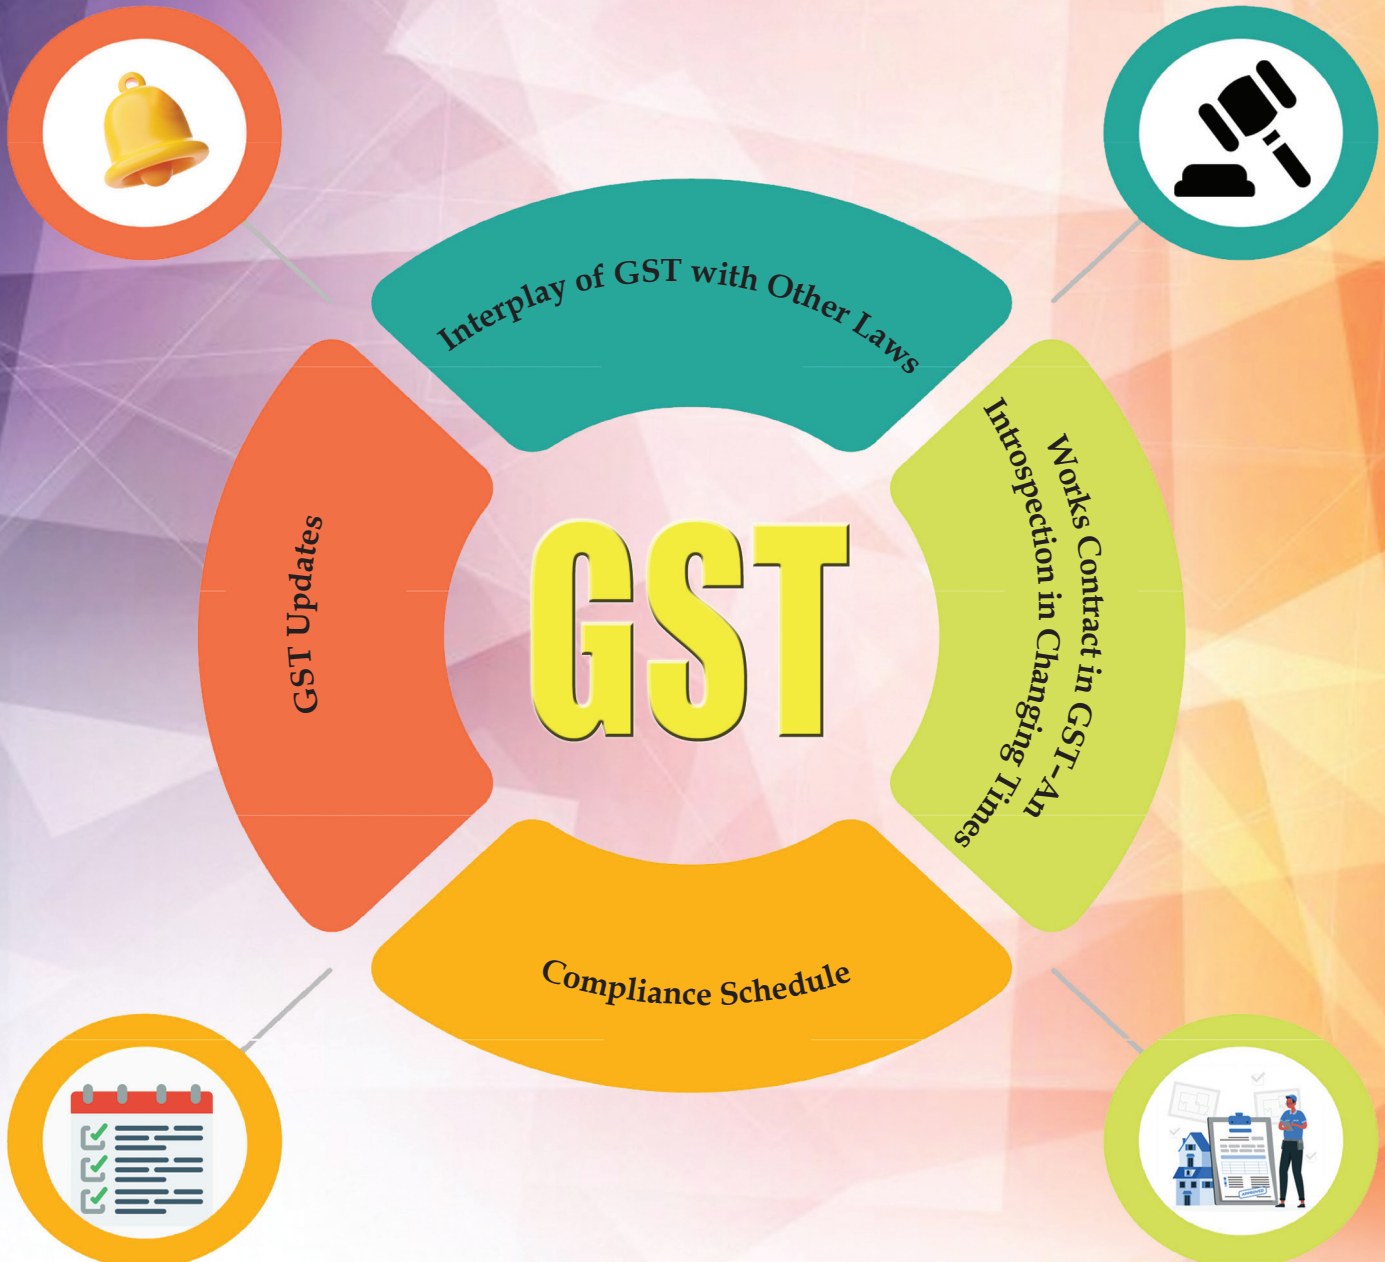 Interplay of GST with Other Laws
Works Contract in GST-An
Introspection in Changing Times
GST Updates
GST
Compliance Schedule
APPROVED